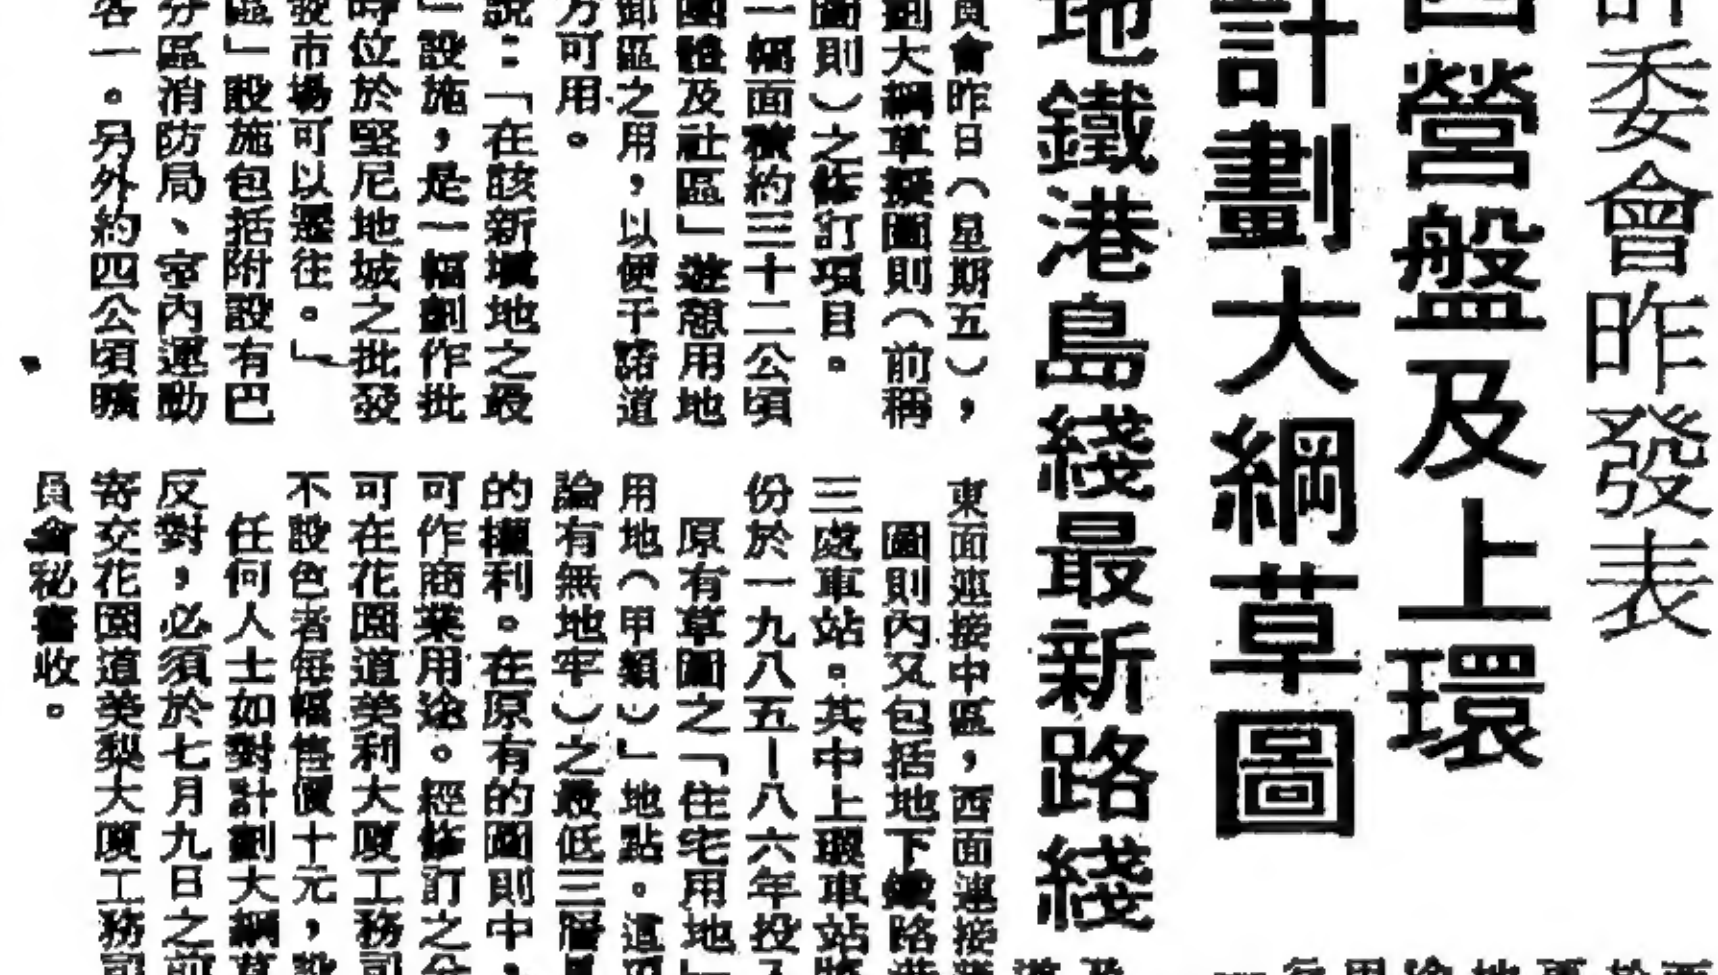 計委會昨發表
西營盤及上環
計劃大綱草圖
地鐵港島綫最新路綫
員會昨日（星期五），
劃大綱草擬圖則（前稱
圖則）之修訂項目。
一幅面積約三十二公頃
團體及社區」遊憩用地
卸區之用，以便干諾道
方可用。
說：「在該新填地之最
」設施，是一幅劃作批
時位於堅尼地城之批發
發市場可以遷往。」
區」設施包括附設有巴
分區消防局、室內運動
各一。另外約四公頃曠
東面連接中區，西面連接
圖則內又包括地下鐵路港
三處車站。其中上環車站將
份於一九八五—八六年投入
原有草圖之「住宅用地」
用地（甲類）」地點。這項
論有無地牢）之最低三層
的權利。在原有的圖則中，
可作商業用途。經修訂之
可在花園道美利大廈工務司
不設色者每幅售價十元，設
任何人士如對計劃大綱草
反對，必須於七月九日之前
寄交花園道美梨大廈工務司
員會秘書收。